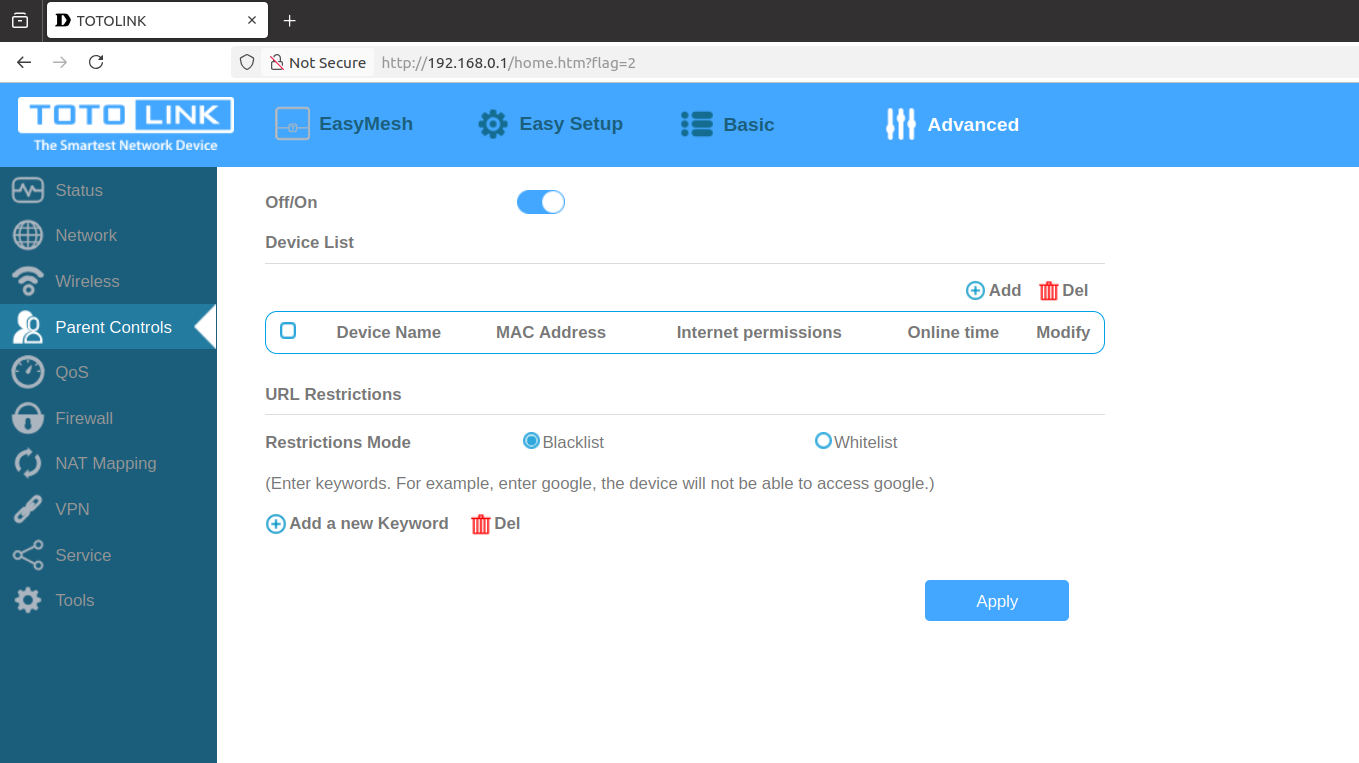 TOTOLINK
Not Secure http://192.168.0.1/home.htm?flag=2
TOTO LINK
The Smartest Network Device
EasyMesh
Easy Setup
Basic
Advanced
Status
Network
Wireless
Parent Controls
QoS
Firewall
NAT Mapping
VPN
Service
Tools
Off/On
Device List
Add Del
Device Name MAC Address Internet permissions Online time Modify
URL Restrictions
Restrictions Mode Blacklist Whitelist
(Enter keywords. For example, enter google, the device will not be able to access google.)
Add a new Keyword Del
Apply